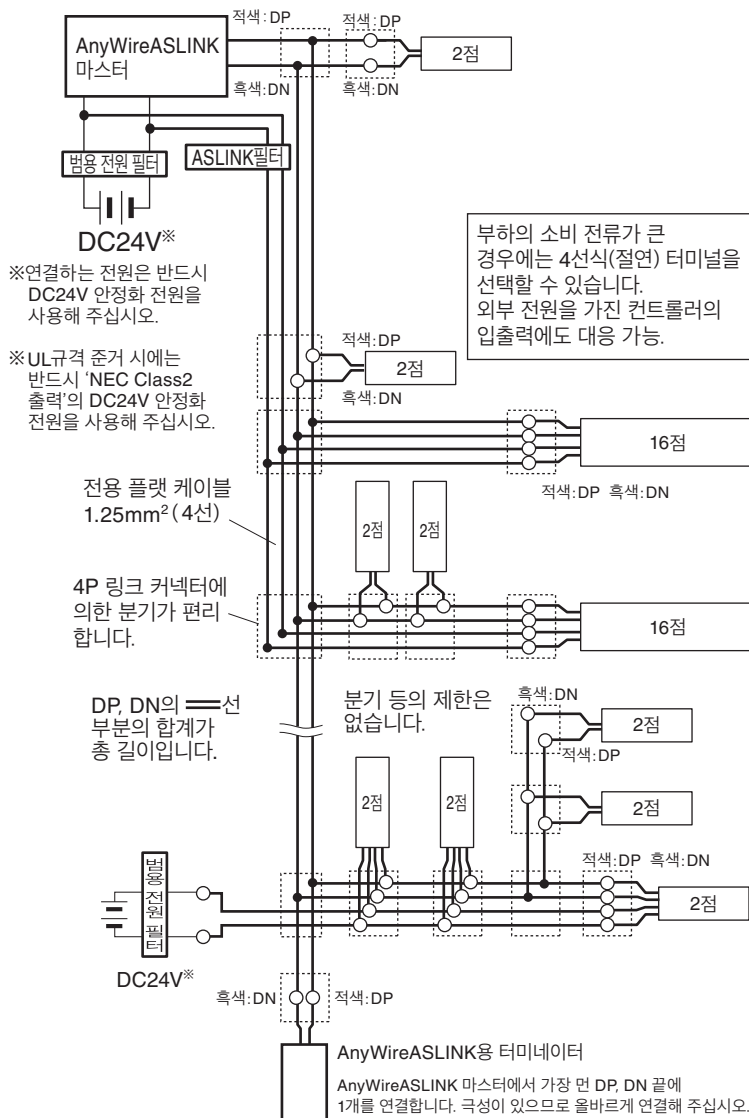 적색:DP
적색:DP
AnyWireASLINK
마스터
2점
흑색:DN
흑색:DN
범용 전원 필터
ASLINK필터
DC24V※
※연결하는 전원은 반드시
DC24V 안정화 전원을
사용해 주십시오.
※UL규격 준거 시에는
반드시 ‘NEC Class2
출력’의 DC24V 안정화
전원을 사용해 주십시오.
부하의 소비 전류가 큰
경우에는 4선식(절연) 터미널을
선택할 수 있습니다.
외부 전원을 가진 컨트롤러의
입출력에도 대응 가능.
적색:DP
2점
흑색:DN
16점
적색:DP 흑색:DN
전용 플랫 케이블
1.25mm²(4선)
2점
2점
4P 링크 커넥터에
의한 분기가 편리
합니다.
16점
DP, DN의 ══선
부분의 합계가
총 길이입니다.
분기 등의 제한은
없습니다.
흑색:DN
2점
적색:DP
2점
2점
2점
적색:DP 흑색:DN
2점
범용 전원 필터
DC24V※
흑색:DN
적색:DP
AnyWireASLINK용 터미네이터
AnyWireASLINK 마스터에서 가장 먼 DP, DN 끝에
1개를 연결합니다. 극성이 있으므로 올바르게 연결해 주십시오.